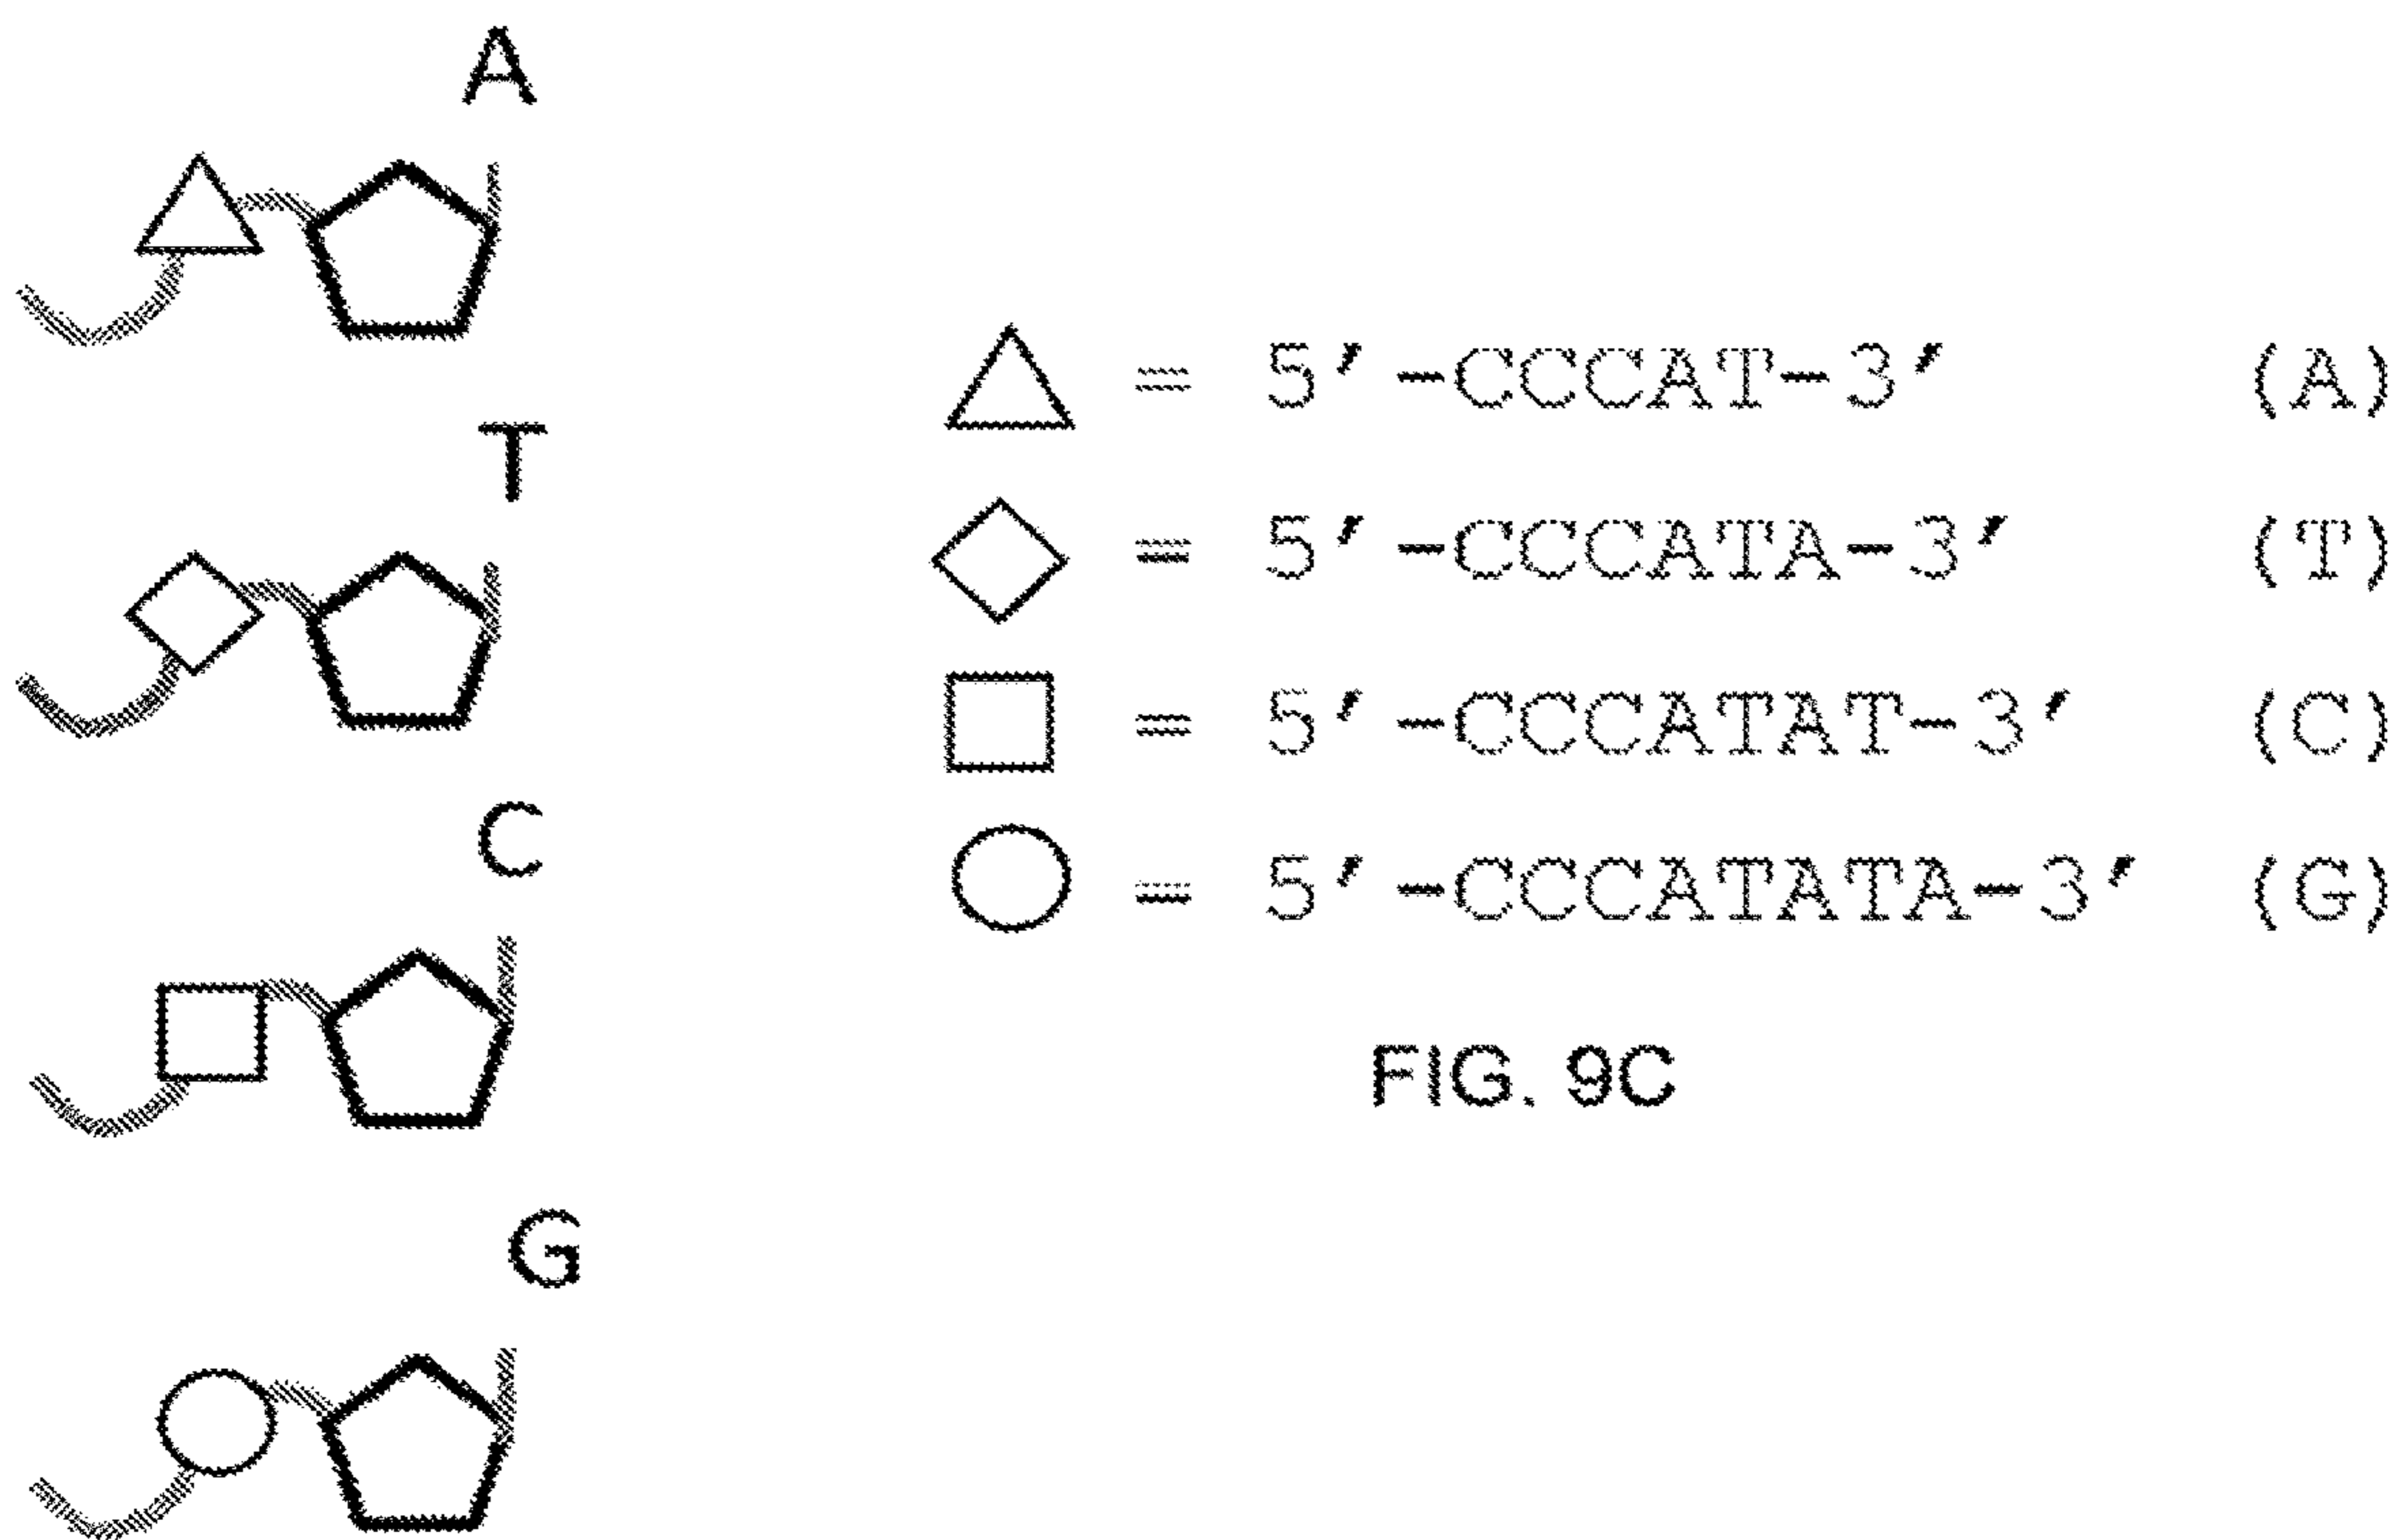 A
T
C
G
= 5'-CCCAT-3' (A)
= 5'-CCCATA-3' (T)
= 5'-CCCATAT-3' (C)
= 5'-CCCATATA-3' (G)
FIG. 9C